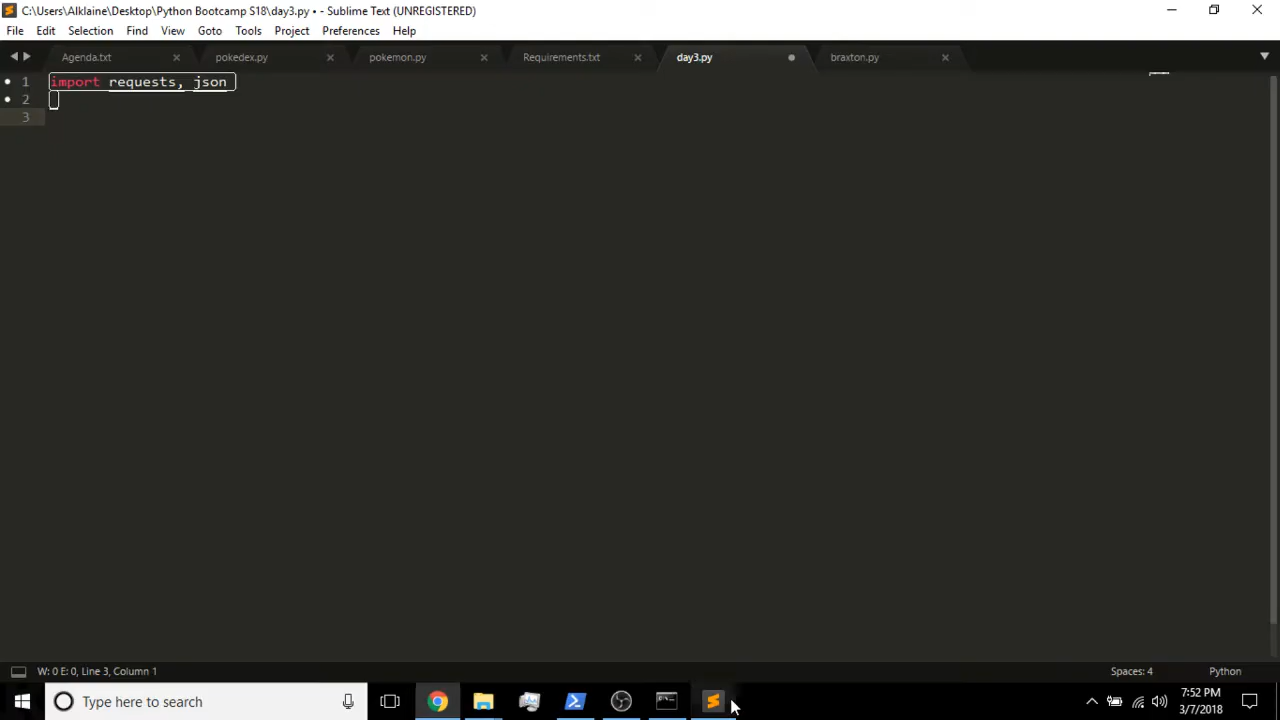 C:\Users\Alklaine\Desktop\Python Bootcamp S18\day3.py • - Sublime Text (UNREGISTERED)
File Edit Selection Find View Goto Tools Project Preferences Help
Agenda.txt pokedex.py pokemon.py Requirements.txt day3.py braxton.py
1 import requests, json
2
3
W: 0 E: 0, Line 3, Column 1 Spaces: 4 Python
Type here to search
7:52 PM
3/7/2018